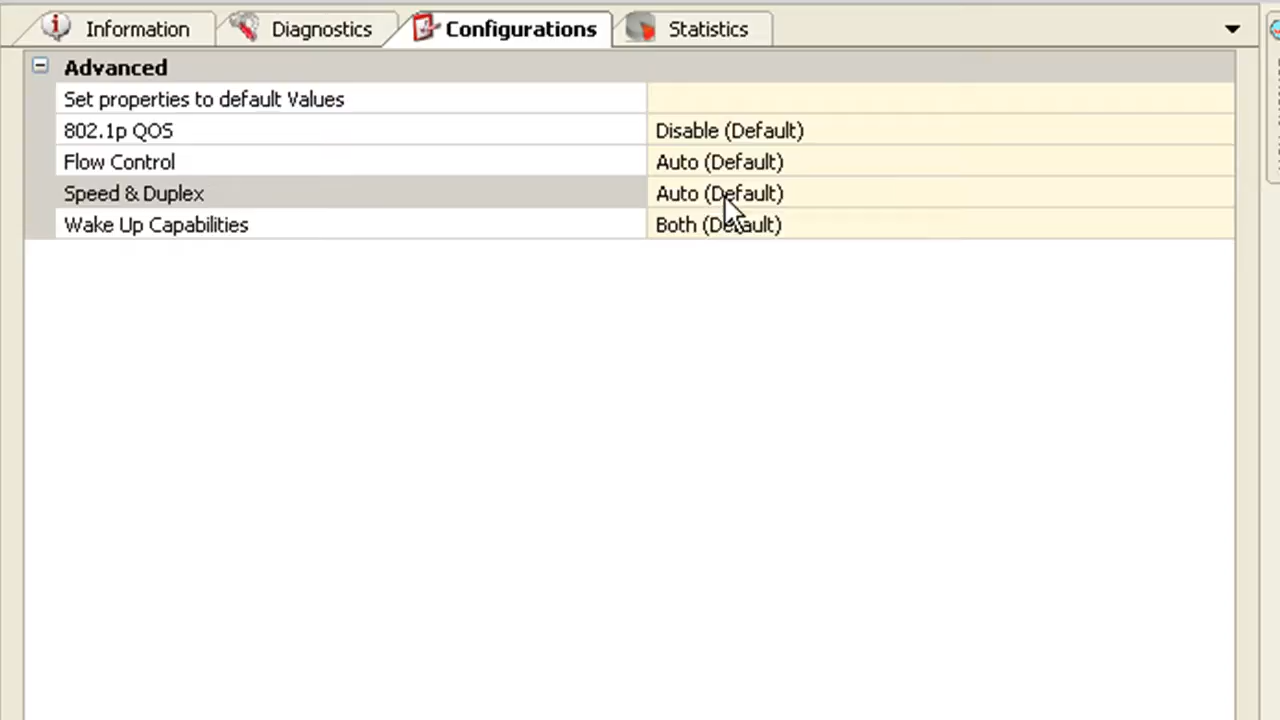 Information Diagnostics Configurations Statistics
Advanced
Set properties to default Values
802.1p QOS Disable (Default)
Flow Control Auto (Default)
Speed & Duplex Auto (Default)
Wake Up Capabilities Both (Default)